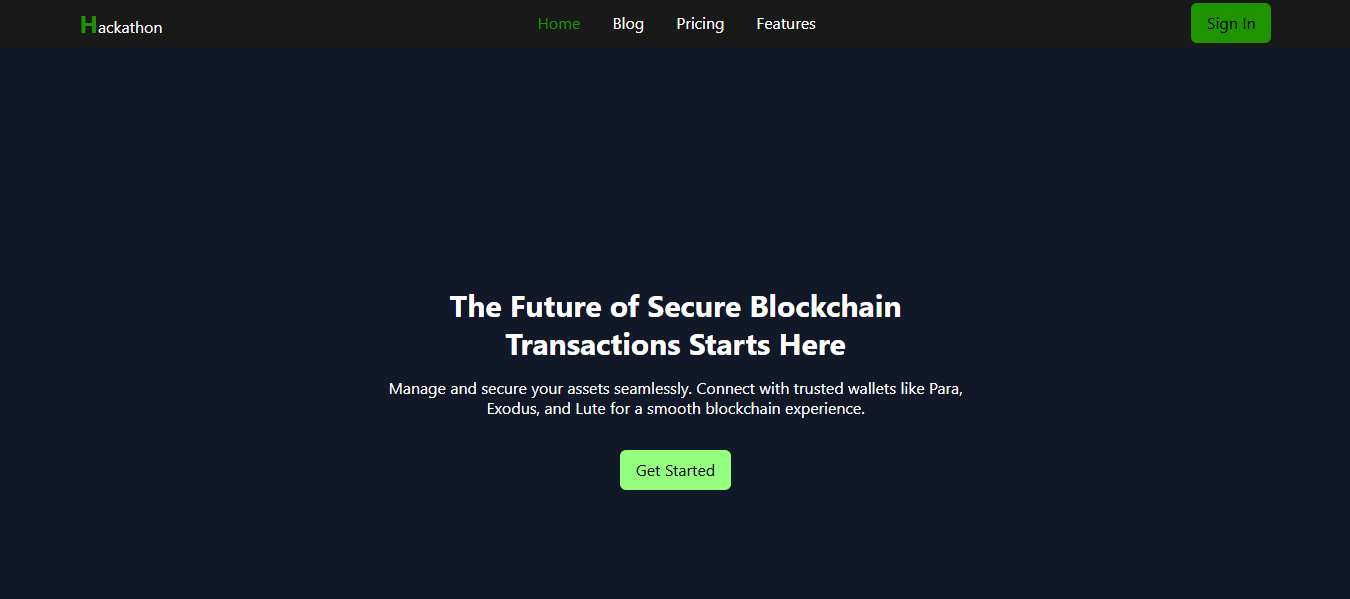 Hackathon
Home Blog Pricing Features
Sign In
The Future of Secure Blockchain
Transactions Starts Here
Manage and secure your assets seamlessly. Connect with trusted wallets like Para,
Exodus, and Lute for a smooth blockchain experience.
Get Started